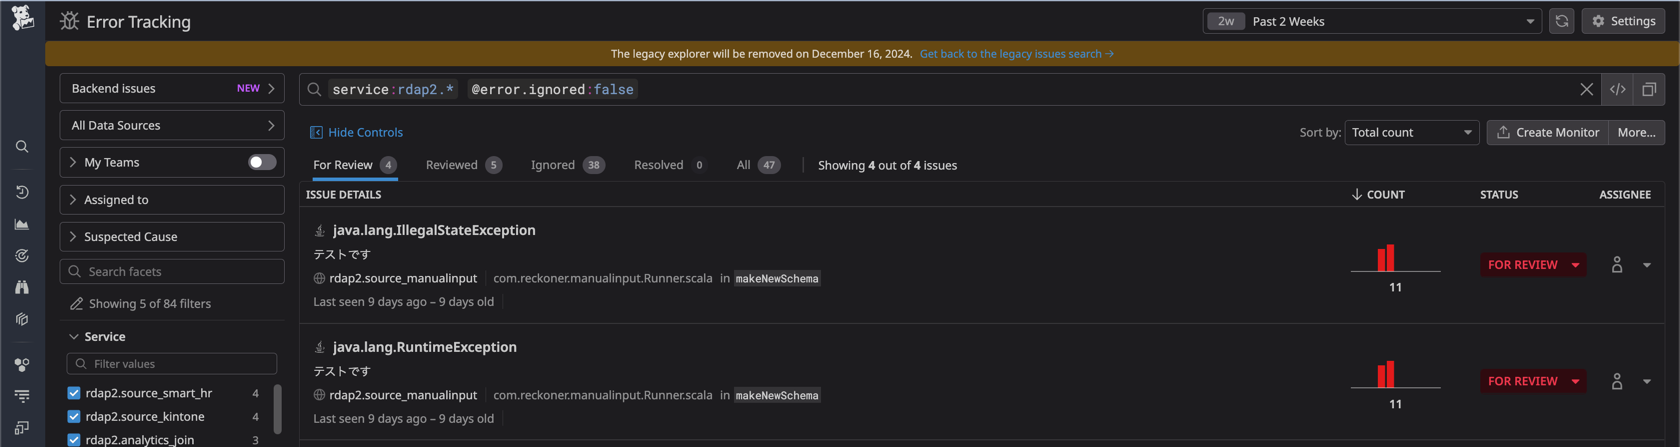 Error Tracking
2w Past 2 Weeks
Settings
The legacy explorer will be removed on December 16, 2024. Get back to the legacy issues search →
Backend issues NEW
All Data Sources
My Teams
Assigned to
Suspected Cause
Search facets
Showing 5 of 84 filters
Service
Filter values
rdap2.source_smart_hr 4
rdap2.source_kintone 4
rdap2.analytics_join 3
service:rdap2.* @error.ignored:false
Hide Controls
Sort by: Total count
Create Monitor More...
For Review 4 Reviewed 5 Ignored 38 Resolved 0 All 47 Showing 4 out of 4 issues
ISSUE DETAILS ↓ COUNT STATUS ASSIGNEE
java.lang.IllegalStateException
テストです
rdap2.source_manualinput com.reckoner.manualinput.Runner.scala in makeNewSchema
Last seen 9 days ago – 9 days old
11
FOR REVIEW
java.lang.RuntimeException
テストです
rdap2.source_manualinput com.reckoner.manualinput.Runner.scala in makeNewSchema
Last seen 9 days ago – 9 days old
11
FOR REVIEW